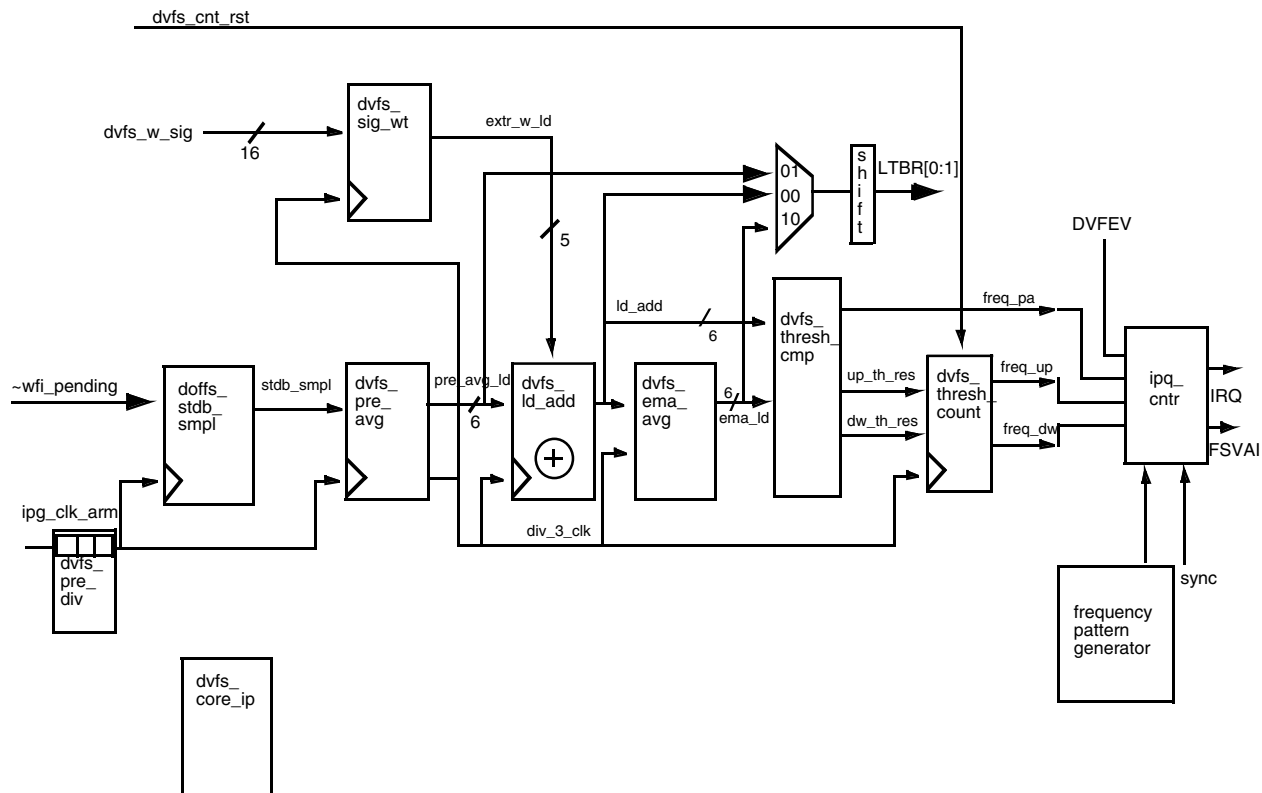 dvfs_cnt_rst
dvfs_
sig_wt
extr_w_ld
dvfs_w_sig
16
5
01
00
10
s
h
i
f
t
LTBR[0:1]
DVFEV
ld_add
6
dvfs_
thresh_
cmp
freq_pa
~wfi_pending
doffs_
stdb_
smpl
stdb_smpl
dvfs_
pre_
avg
pre_avg_ld
6
dvfs_
ld_add
+
dvfs_
ema_
avg
6
ema_ld
up_th_res
dw_th_res
dvfs_
thresh_
count
freq_up
freq_dw
ipq_
cntr
IRQ
FSVAI
ipg_clk_arm
dvfs_
pre_
div
div_3_clk
sync
frequency
pattern
generator
dvfs_
core_ip